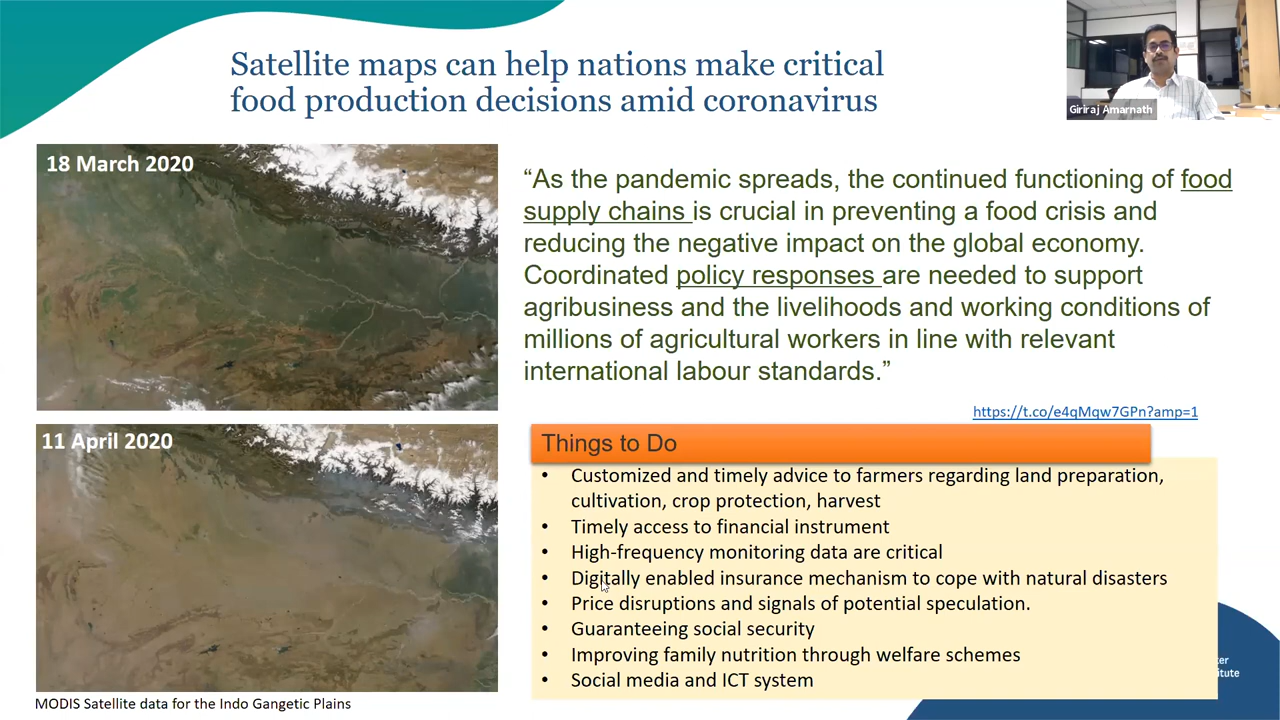 Satellite maps can help nations make critical
food production decisions amid coronavirus
Giriraj Amarnath
18 March 2020
11 April 2020
MODIS Satellite data for the Indo Gangetic Plains
“As the pandemic spreads, the continued functioning of food
supply chains is crucial in preventing a food crisis and
reducing the negative impact on the global economy.
Coordinated policy responses are needed to support
agribusiness and the livelihoods and working conditions of
millions of agricultural workers in line with relevant
international labour standards.”
https://t.co/e4qMqw7GPn?amp=1
Things to Do
• Customized and timely advice to farmers regarding land preparation,
cultivation, crop protection, harvest
• Timely access to financial instrument
• High-frequency monitoring data are critical
• Digitally enabled insurance mechanism to cope with natural disasters
• Price disruptions and signals of potential speculation.
• Guaranteeing social security
• Improving family nutrition through welfare schemes
• Social media and ICT system